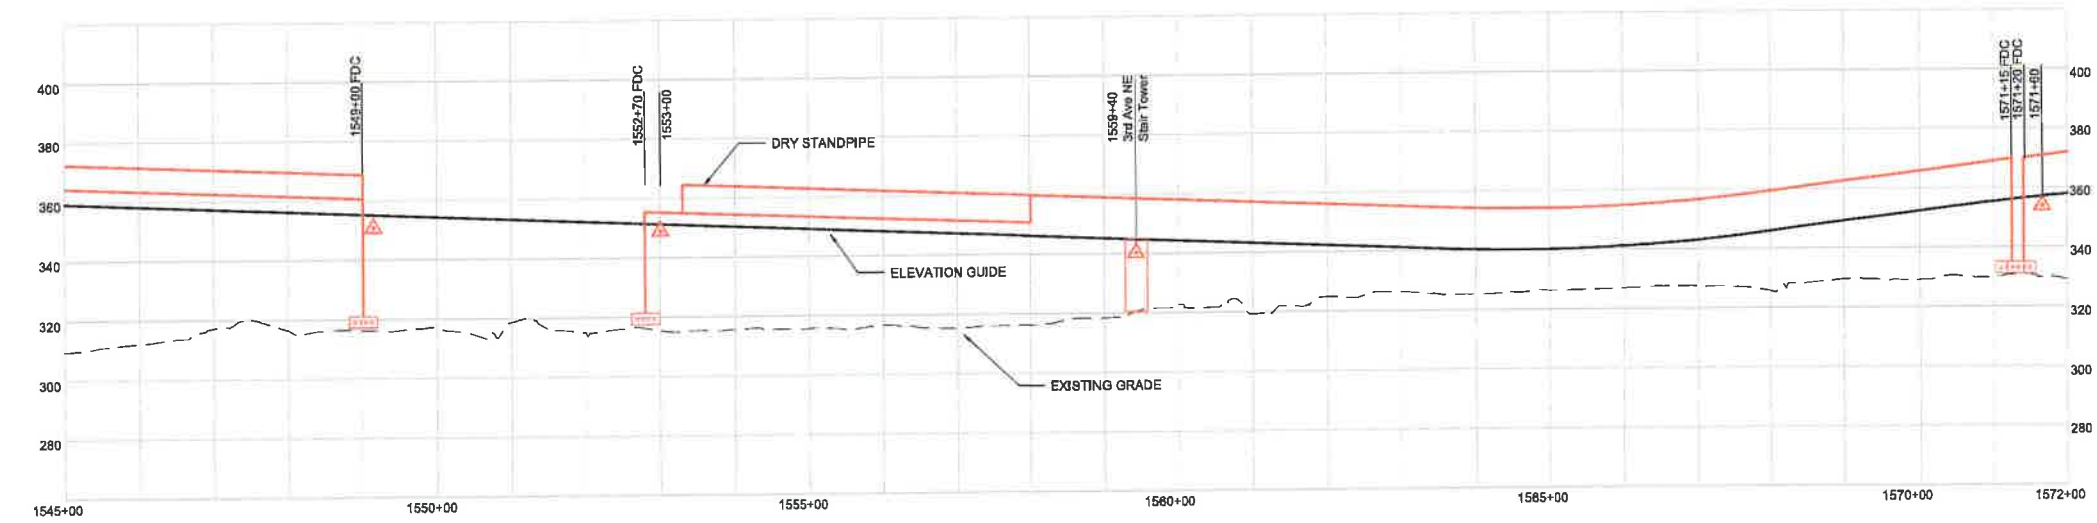 1549+00 FDC
1552+70 FDC
1553+00
1559+40
3rd Ave NE
Stair Tower
1571+15 FDC
1571+20 FDC
1571+60
400
380
360
340
320
300
280
400
380
360
340
320
300
280
DRY STANDPIPE
ELEVATION GUIDE
EXISTING GRADE
1545+00
1550+00
1555+00
1560+00
1565+00
1570+00
1572+00